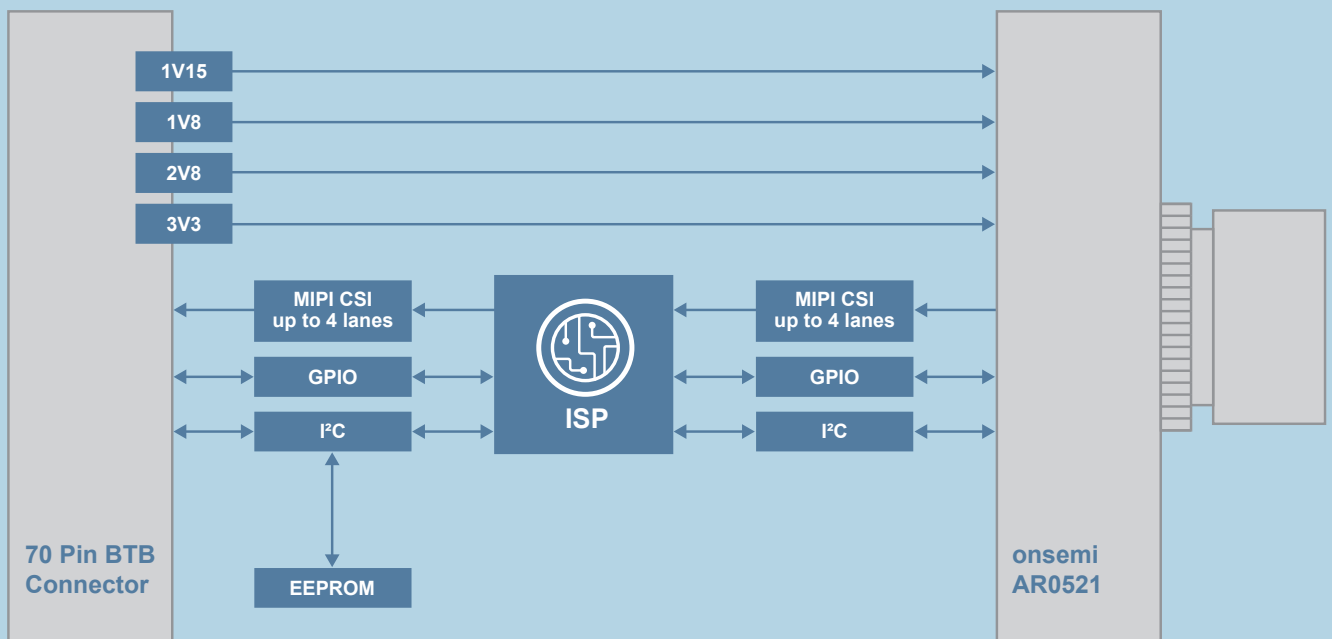 1V15
1V8
2V8
3V3
MIPI CSI
up to 4 lanes
GPIO
I²C
ISP
MIPI CSI
up to 4 lanes
GPIO
I²C
EEPROM
70 Pin BTB
Connector
onsemi
AR0521